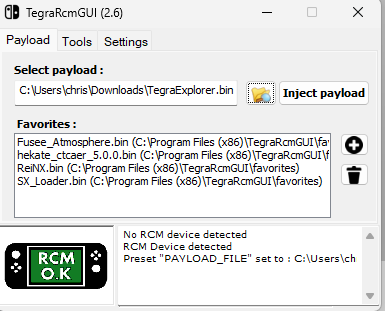 TegraRcmGUI (2.6)
Payload Tools Settings
Select payload :
C:\Users\chris\Downloads\TegraExplorer.bin
Inject payload
Favorites :
Fusee_Atmosphere.bin (C:\Program Files (x86)\TegraRcmGUI\fav
hekate_ctcaer_5.0.0.bin (C:\Program Files (x86)\TegraRcmGUI\
ReiNX.bin (C:\Program Files (x86)\TegraRcmGUI\favorites)
SX_Loader.bin (C:\Program Files (x86)\TegraRcmGUI\favorites)
RCM
O.K
No RCM device detected
RCM Device detected
Preset "PAYLOAD_FILE" set to : C:\Users\ch